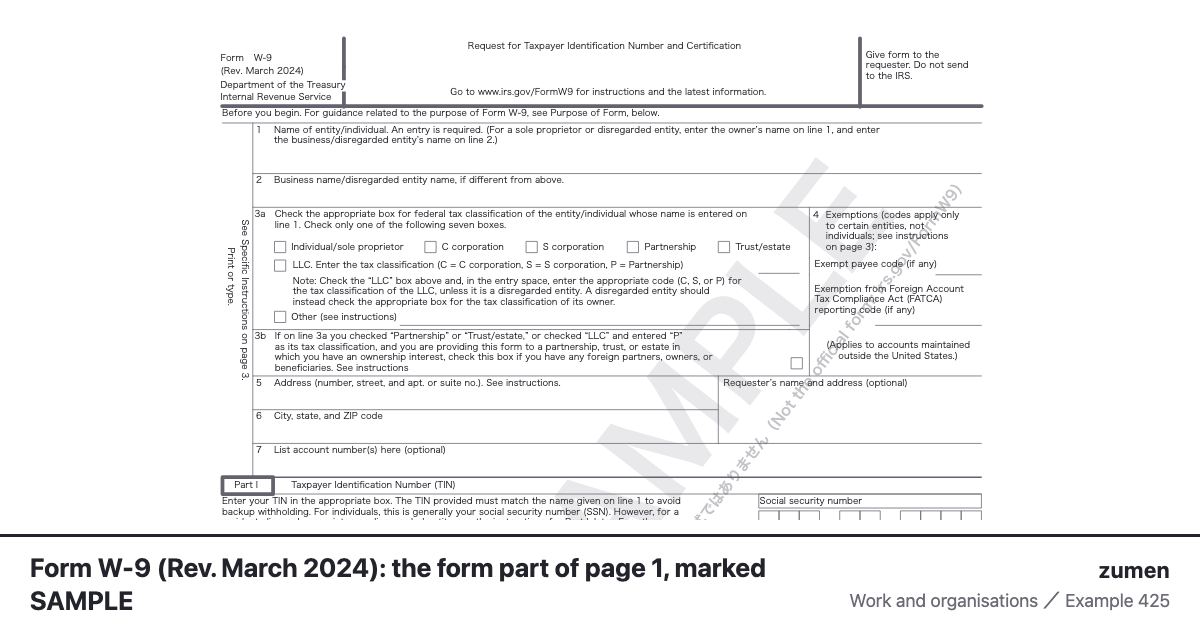 Form W-9
(Rev. March 2024)
Department of the Treasury
Internal Revenue Service
Request for Taxpayer Identification Number and Certification
Go to www.irs.gov/FormW9 for instructions and the latest information.
Give form to the
requester. Do not send
to the IRS.
Before you begin. For guidance related to the purpose of Form W-9, see Purpose of Form, below.
See Specific Instructions on page 3.
Print or type.
1 Name of entity/individual. An entry is required. (For a sole proprietor or disregarded entity, enter the owner's name on line 1, and enter
the business/disregarded entity's name on line 2.)
2 Business name/disregarded entity name, if different from above.
3a Check the appropriate box for federal tax classification of the entity/individual whose name is entered on
line 1. Check only one of the following seven boxes.
Individual/sole proprietor C corporation S corporation Partnership Trust/estate
LLC. Enter the tax classification (C = C corporation, S = S corporation, P = Partnership)
Note: Check the “LLC” box above and, in the entry space, enter the appropriate code (C, S, or P) for
the tax classification of the LLC, unless it is a disregarded entity. A disregarded entity should
instead check the appropriate box for the tax classification of its owner.
Other (see instructions)
4 Exemptions (codes apply only
to certain entities, not
individuals; see instructions
on page 3):
Exempt payee code (if any)
Exemption from Foreign Account
Tax Compliance Act (FATCA)
reporting code (if any)
3b If on line 3a you checked “Partnership” or “Trust/estate,” or checked “LLC” and entered “P”
as its tax classification, and you are providing this form to a partnership, trust, or estate in
which you have an ownership interest, check this box if you have any foreign partners, owners, or
beneficiaries. See instructions
(Applies to accounts maintained
outside the United States.)
5 Address (number, street, and apt. or suite no.). See instructions.
Requester's name and address (optional)
6 City, state, and ZIP code
7 List account number(s) here (optional)
Part I Taxpayer Identification Number (TIN)
Enter your TIN in the appropriate box. The TIN provided must match the name given on line 1 to avoid
backup withholding. For individuals, this is generally your social security number (SSN). However, for a
Social security number
AMPLE
ではありません (Not the official form: irs.gov/FormW9)
Form W-9 (Rev. March 2024): the form part of page 1, marked
SAMPLE
zumen
Work and organisations ／ Example 425